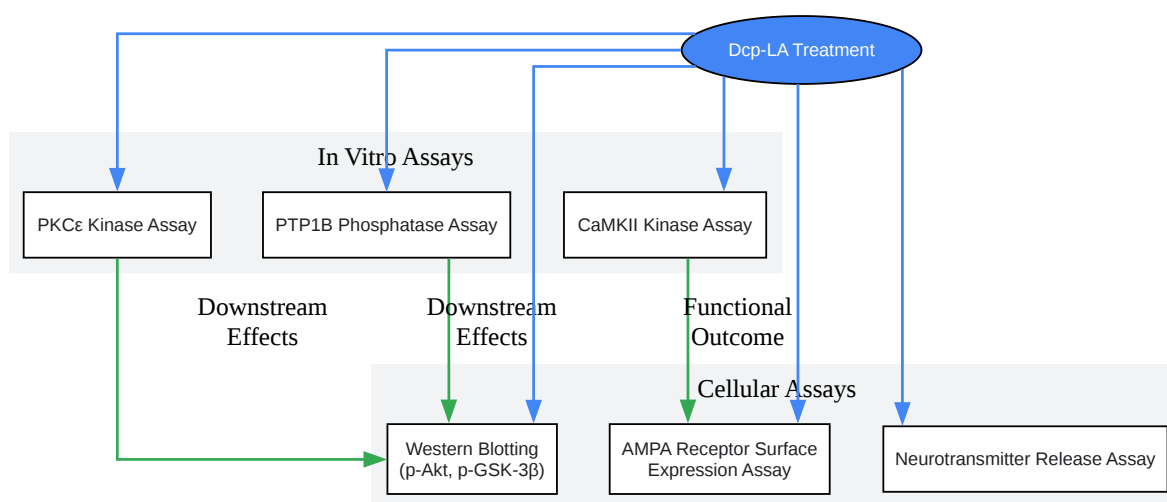 Dcp-LA Treatment
In Vitro Assays
PKCε Kinase Assay
PTP1B Phosphatase Assay
CaMKII Kinase Assay
Downstream
Effects
Downstream
Effects
Functional
Outcome
Cellular Assays
Western Blotting
(p-Akt, p-GSK-3β)
AMPA Receptor Surface
Expression Assay
Neurotransmitter Release Assay